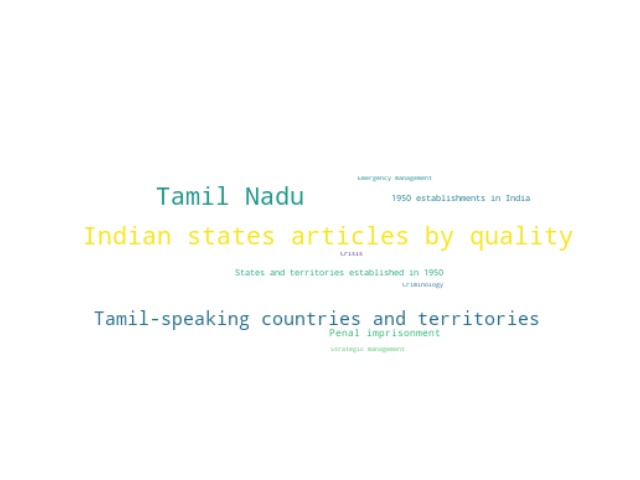 Emergency management
Tamil Nadu
1950 establishments in India
Indian states articles by quality
Crisis
States and territories established in 1950
Criminology
Tamil-speaking countries and territories
Penal imprisonment
Strategic management